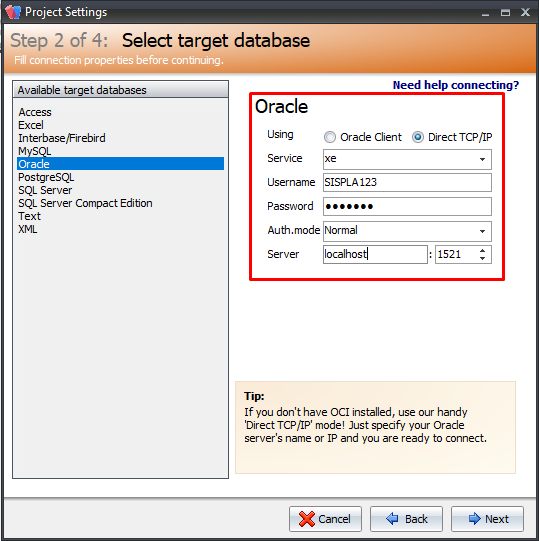 Project Settings
Step 2 of 4: Select target database
Fill connection properties before continuing.
Available target databases
Access
Excel
Interbase/Firebird
MySQL
Oracle
PostgreSQL
SQL Server
SQL Server Compact Edition
Text
XML
Need help connecting?
Oracle
Using Oracle Client Direct TCP/IP
Service xe
Username SISPLA123
Password ●●●●●●●
Auth.mode Normal
Server localhost : 1521
Tip:
If you don't have OCI installed, use our handy
'Direct TCP/IP' mode! Just specify your Oracle
server's name or IP and you are ready to connect.
Cancel Back Next